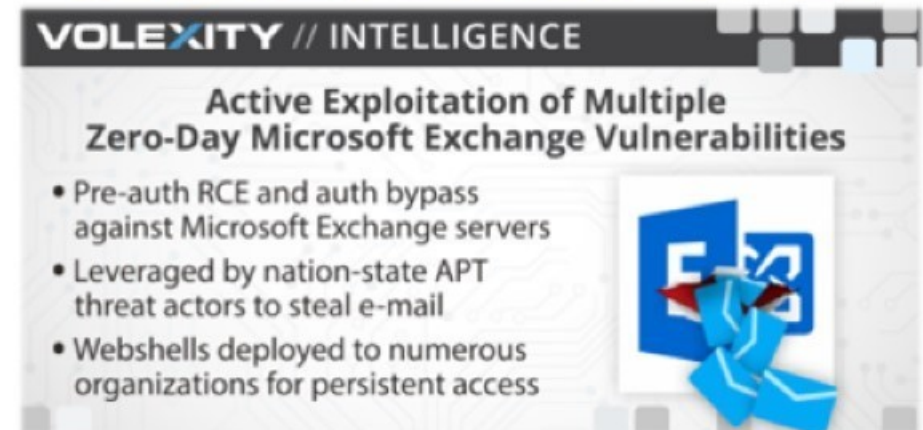 VOLEXITY // INTELLIGENCE
Active Exploitation of Multiple
Zero-Day Microsoft Exchange Vulnerabilities
• Pre-auth RCE and auth bypass
against Microsoft Exchange servers
• Leveraged by nation-state APT
threat actors to steal e-mail
• Webshells deployed to numerous
organizations for persistent access
E